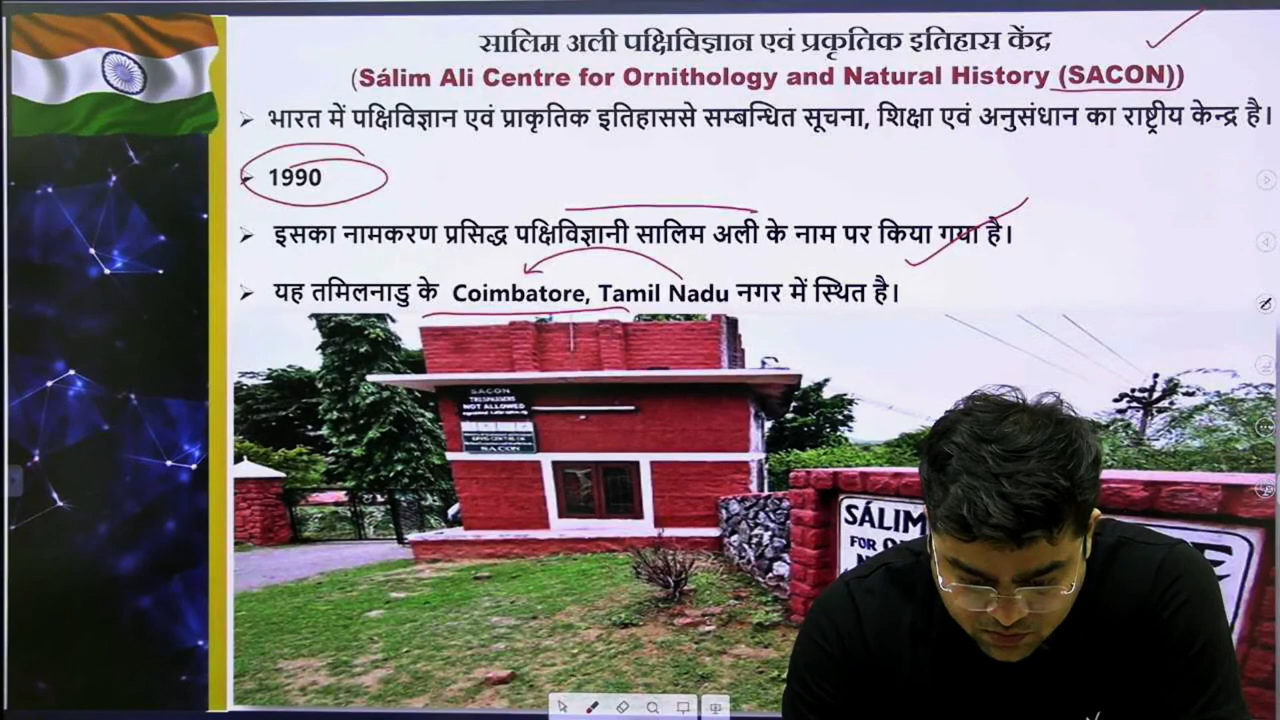 सालिम अली पक्षिविज्ञान एवं प्रकृतिक इतिहास केंद्र
(Sálim Ali Centre for Ornithology and Natural History (SACON))
भारत में पक्षिविज्ञान एवं प्राकृतिक इतिहाससे सम्बन्धित सूचना, शिक्षा एवं अनुसंधान का राष्ट्रीय केन्द्र है।
1990
इसका नामकरण प्रसिद्ध पक्षिविज्ञानी सालिम अली के नाम पर किया गया है।
यह तमिलनाडु के Coimbatore, Tamil Nadu नगर में स्थित है।
SACON
TRESPASSERS
NOT ALLOWED
SACON
SÁLIM
FOR